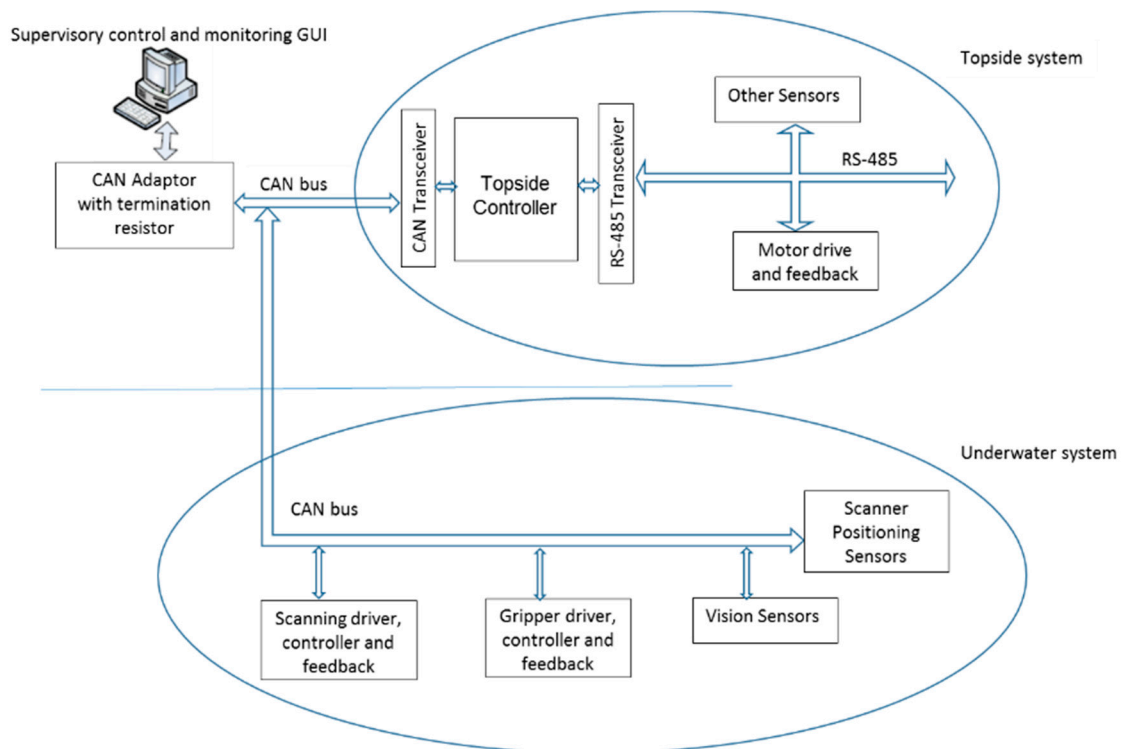 Supervisory control and monitoring GUI
Topside system
CAN Adaptor
with termination
resistor
CAN bus
CAN Transceiver
Topside
Controller
RS-485 Transceiver
Other Sensors
RS-485
Motor drive
and feedback
Underwater system
CAN bus
Scanner
Positioning
Sensors
Scanning driver,
controller and
feedback
Gripper driver,
controller and
feedback
Vision Sensors